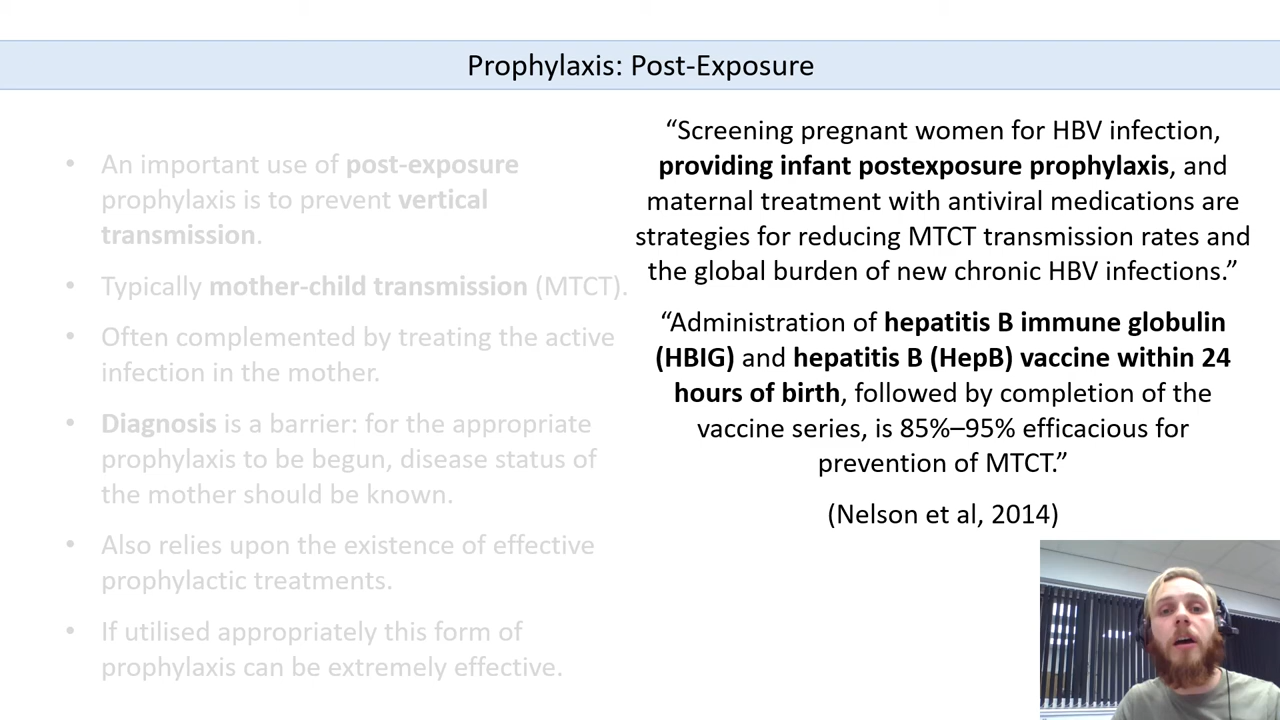 Prophylaxis: Post-Exposure
• An important use of post-exposure
prophylaxis is to prevent vertical
transmission.
• Typically mother-child transmission (MTCT).
• Often complemented by treating the active
infection in the mother.
• Diagnosis is a barrier: for the appropriate
prophylaxis to be begun, disease status of
the mother should be known.
• Also relies upon the existence of effective
prophylactic treatments.
• If utilised appropriately this form of
prophylaxis can be extremely effective.
“Screening pregnant women for HBV infection,
providing infant postexposure prophylaxis, and
maternal treatment with antiviral medications are
strategies for reducing MTCT transmission rates and
the global burden of new chronic HBV infections.”
“Administration of hepatitis B immune globulin
(HBIG) and hepatitis B (HepB) vaccine within 24
hours of birth, followed by completion of the
vaccine series, is 85%–95% efficacious for
prevention of MTCT.”
(Nelson et al, 2014)